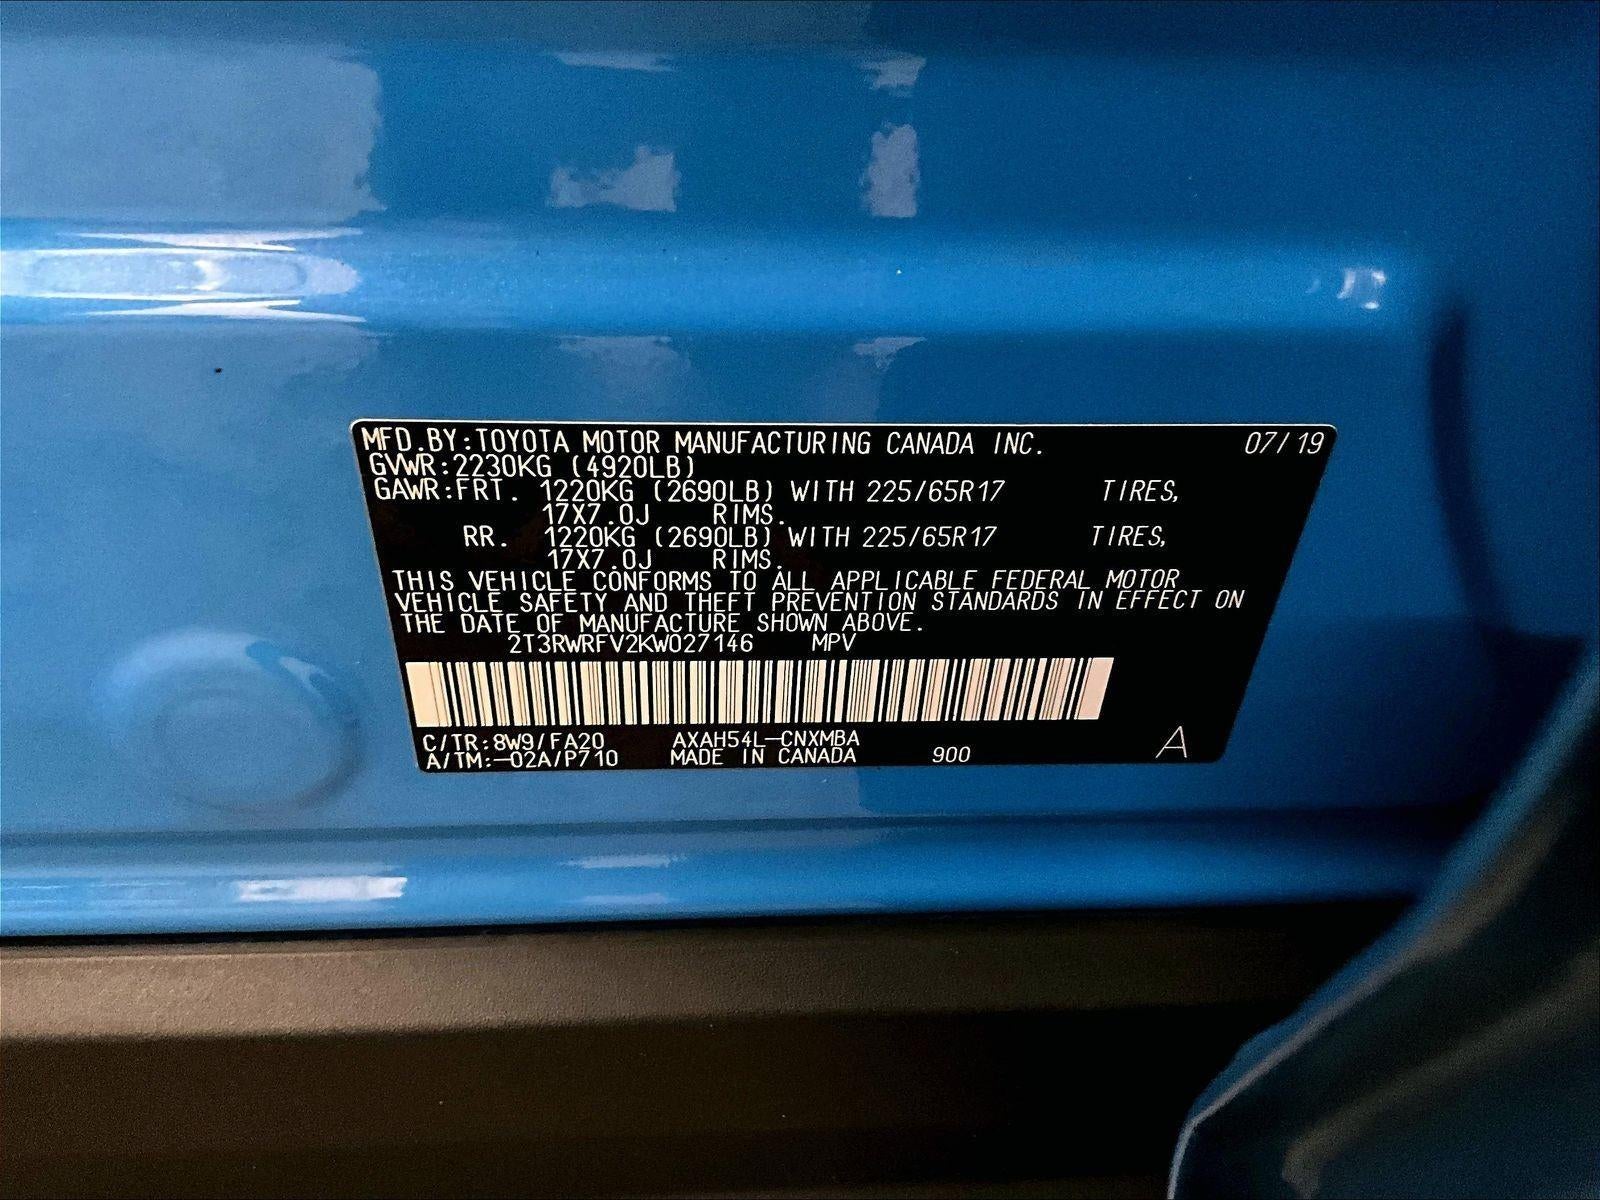 MFD.BY:TOYOTA MOTOR MANUFACTURING CANADA INC. 07/19
GVWR:2230KG (4920LB)
GAWR:FRT. 1220KG (2690LB) WITH 225/65R17 TIRES,
17X7.0J RIMS.
RR. 1220KG (2690LB) WITH 225/65R17 TIRES,
17X7.0J RIMS.
THIS VEHICLE CONFORMS TO ALL APPLICABLE FEDERAL MOTOR
VEHICLE SAFETY AND THEFT PREVENTION STANDARDS IN EFFECT ON
THE DATE OF MANUFACTURE SHOWN ABOVE.
2T3RWRFV2KW027146 MPV
C/TR:8W9/FA20 AXAH54L-CNXMBA
A/TM:-02A/P710 MADE IN CANADA 900 A